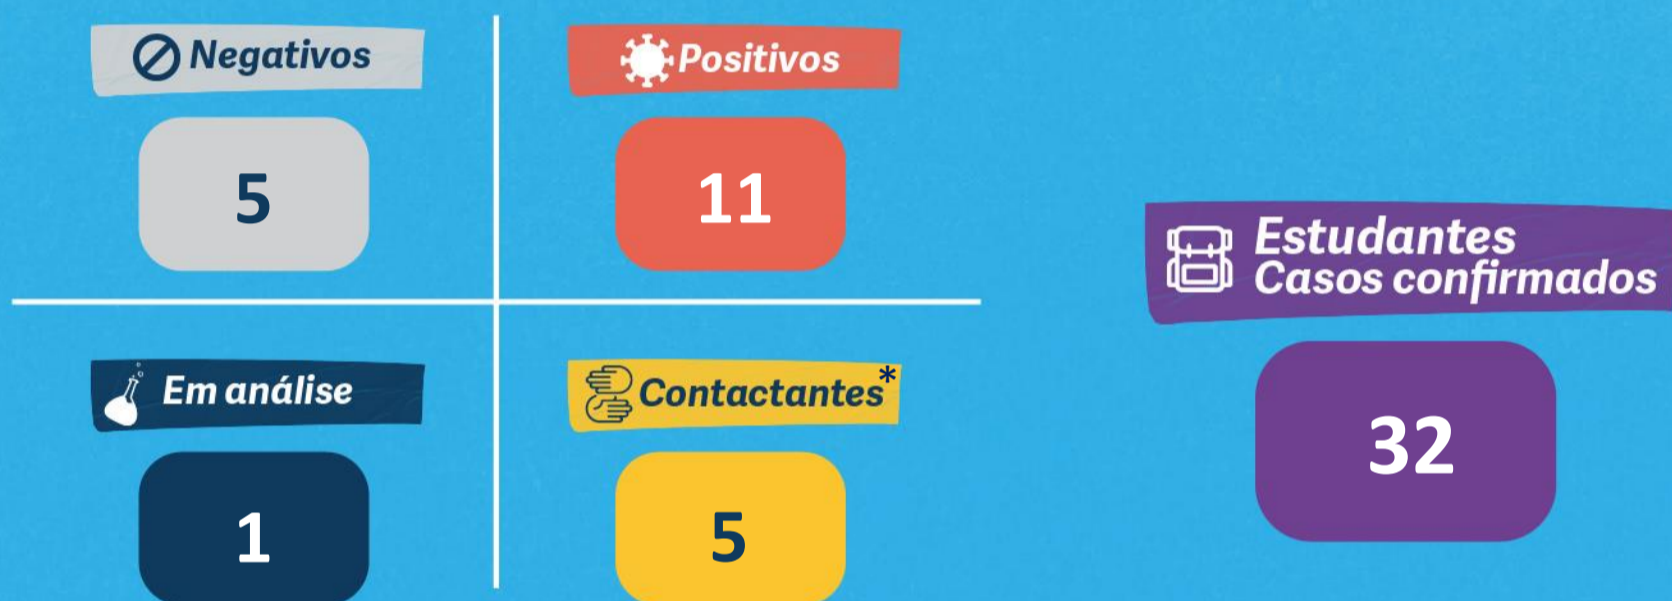 Negativos
5
Positivos
11
Em análise
1
Contactantes*
5
Estudantes
Casos confirmados
32